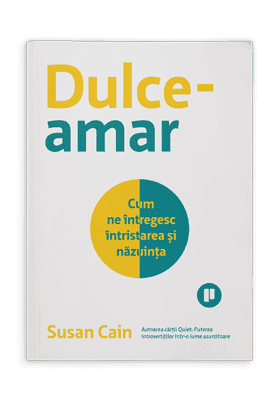 Dulce-
amar
Cum
ne întregesc
întristarea și
năzuința
Susan Cain
Autoarea cărții Quiet: Puterea
introvertiților într-o lume asurzitoare